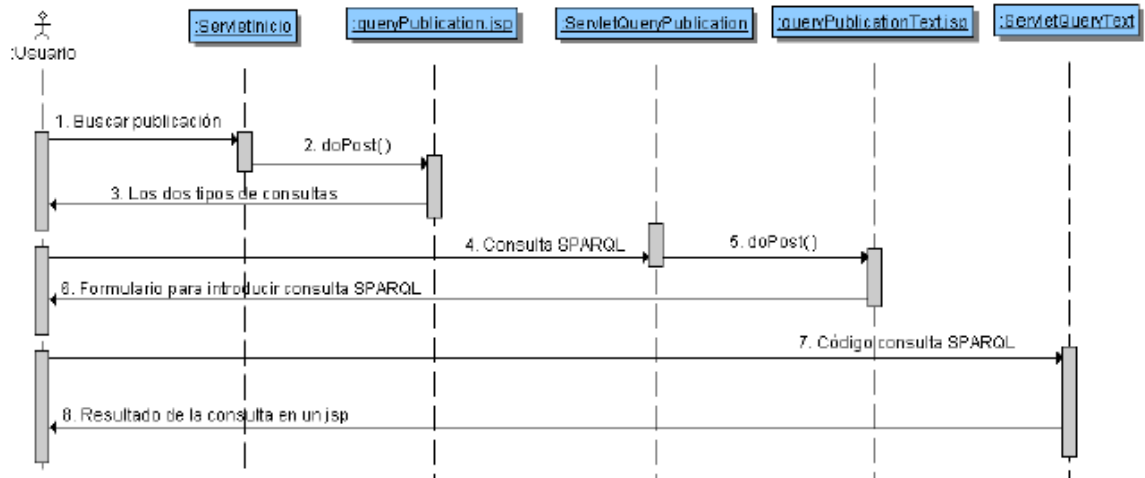 :ServletInicio
:queryPublication.jsp
:ServletQueryPublication
:queryPublicationText.jsp
:ServletQueryText
:Usuario
1. Buscar publicación
2. doPost()
3. Los dos tipos de consultas
4. Consulta SPARQL
5. doPost()
6. Formulario para introducir consulta SPARQL
7. Código consulta SPARQL
8. Resultado de la consulta en un jsp